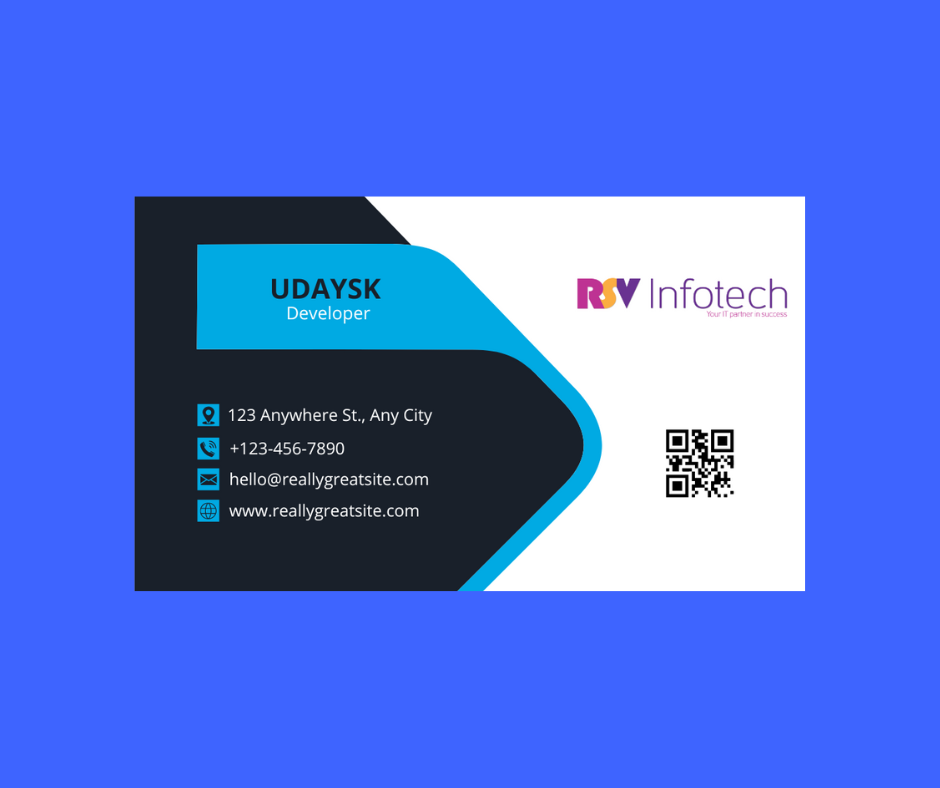 UDAYSK
Developer
123 Anywhere St., Any City
+123-456-7890
hello@reallygreatsite.com
www.reallygreatsite.com
RSV Infotech
Your IT partner in success